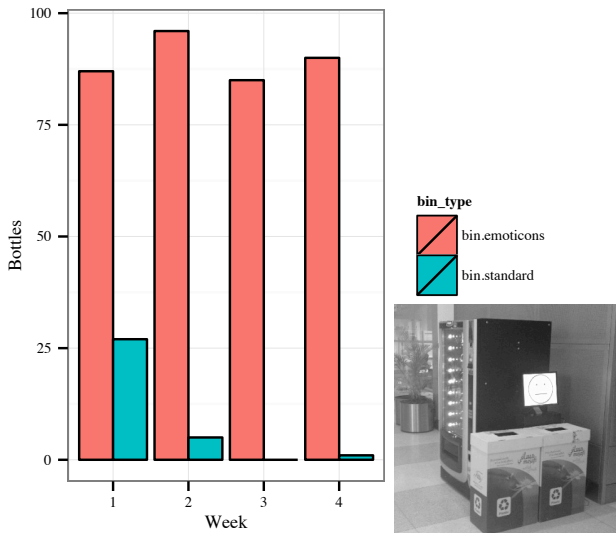 100
75
50
25
0
Bottles
1 2 3 4
Week
bin_type
bin.emoticons
bin.standard